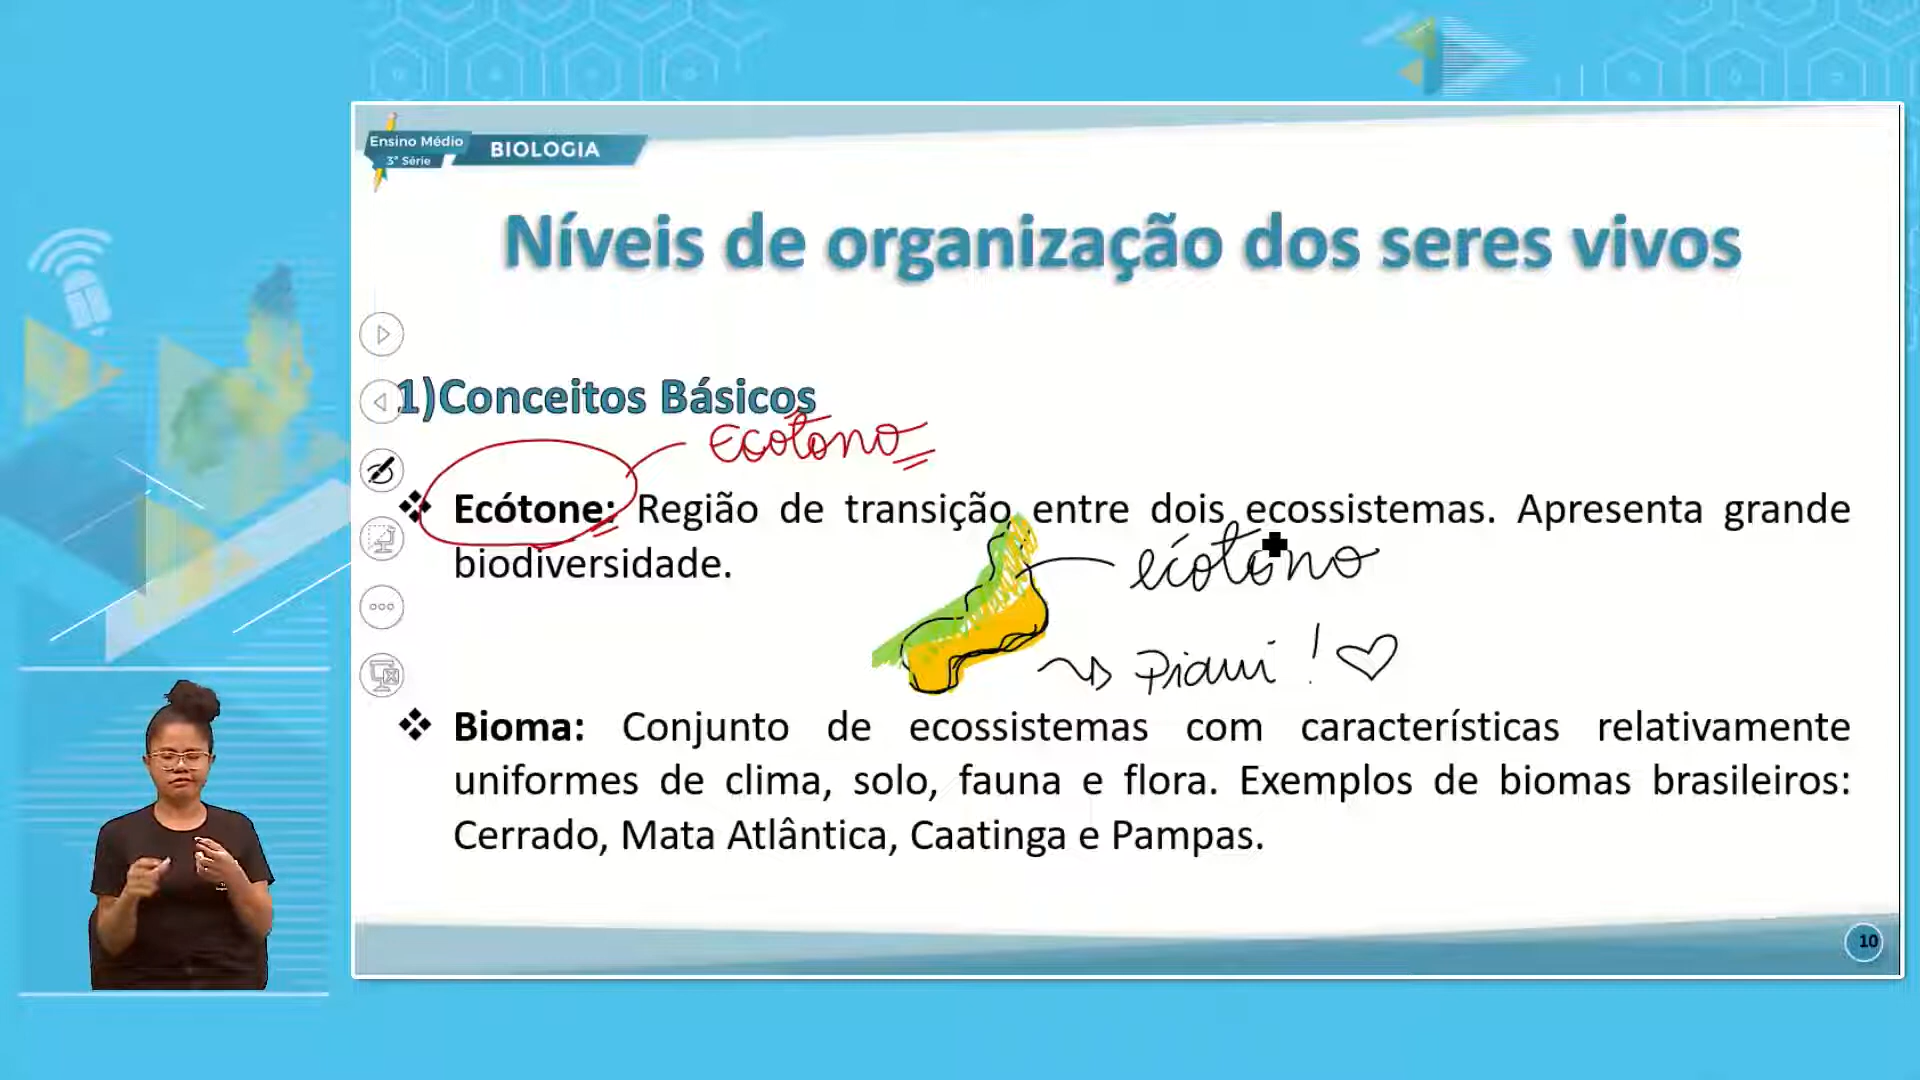 Ensino Médio
3ª Série
BIOLOGIA
Níveis de organização dos seres vivos
1)Conceitos Básicos
Ecotono
❖ Ecótone: Região de transição entre dois ecossistemas. Apresenta grande
biodiversidade.
ecótono
Piaui ! ♡
❖ Bioma: Conjunto de ecossistemas com características relativamente
uniformes de clima, solo, fauna e flora. Exemplos de biomas brasileiros:
Cerrado, Mata Atlântica, Caatinga e Pampas.
10